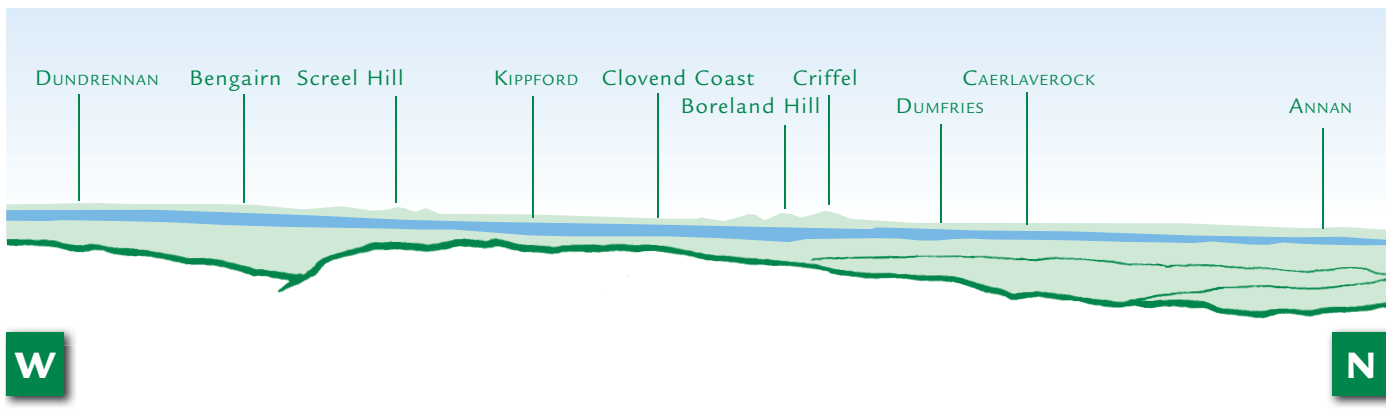 Dundrennan Bengairn Screel Hill Kippford Clovend Coast Criffel Caerlaverock
Boreland Hill Dumfries Annan
W N